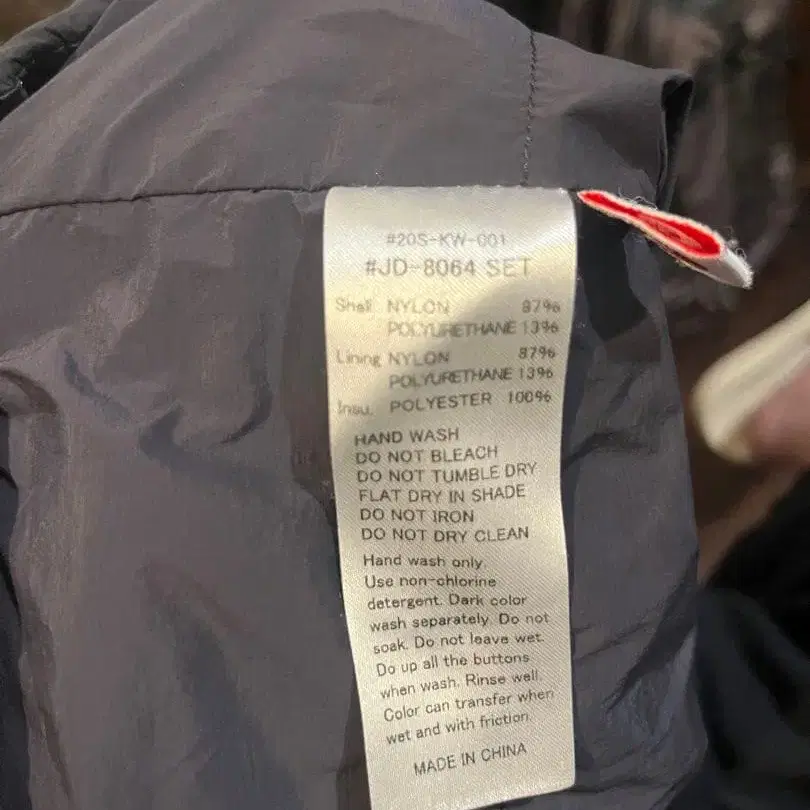 #20S-KW-001
#JD-8064 SET
Shell NYLON 87%
POLYURETHANE 13%
Lining NYLON 87%
POLYURETHANE 13%
Insu. POLYESTER 100%
HAND WASH
DO NOT BLEACH
DO NOT TUMBLE DRY
FLAT DRY IN SHADE
DO NOT IRON
DO NOT DRY CLEAN
Hand wash only.
Use non-chlorine
detergent. Dark color
wash separately. Do not
soak. Do not leave wet.
Do up all the buttons
when wash. Rinse well.
Color can transfer when
wet and with friction.
MADE IN CHINA